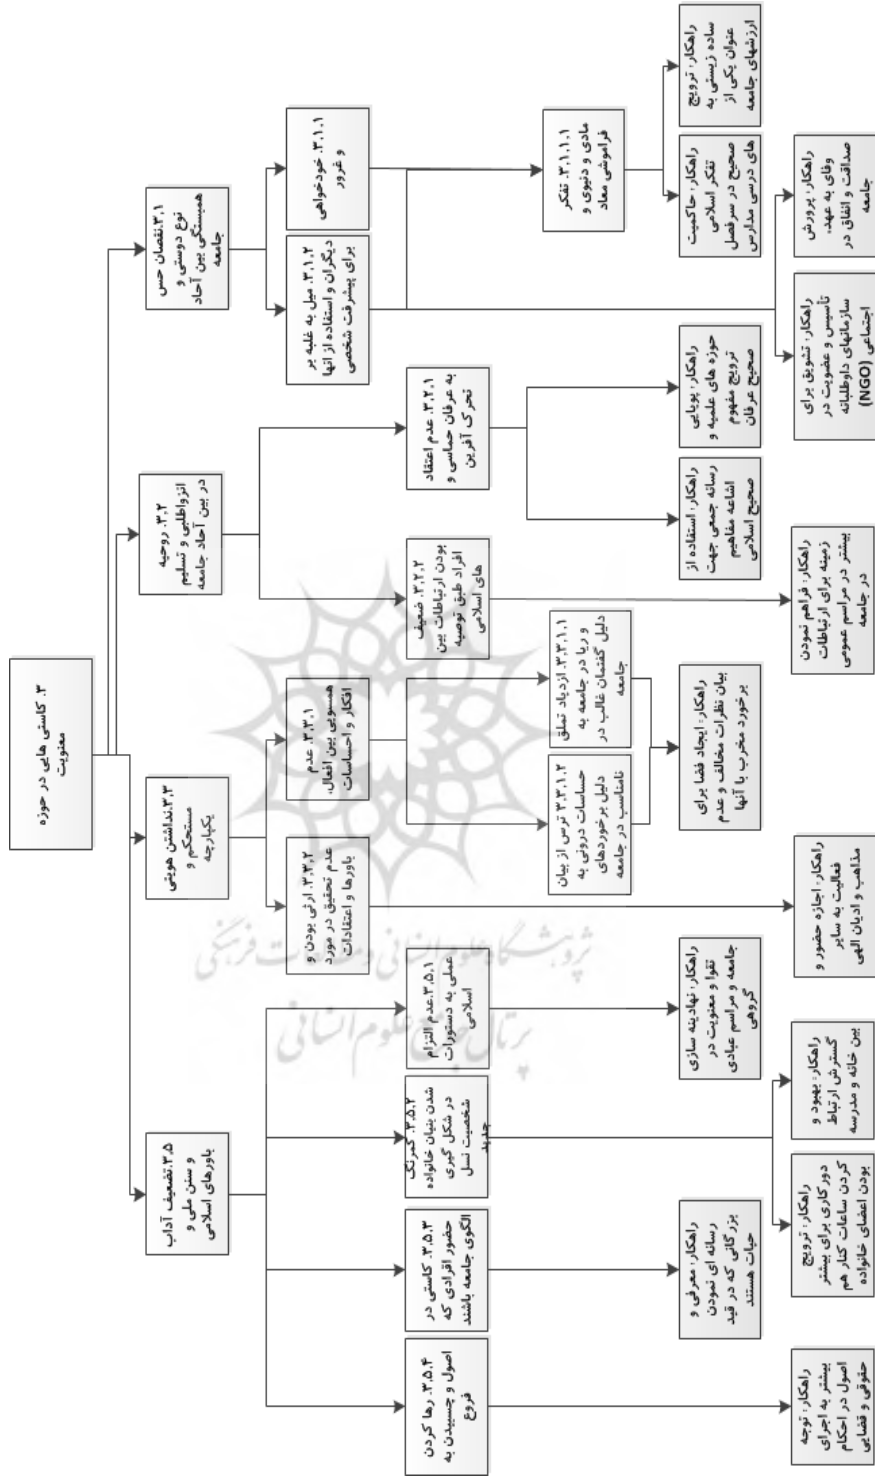 ۳. کاستی هایی در حوزه
معنویت
۳.۱.نقصان حس
نوع دوستی و
همبستگی بین آحاد
جامعه
۳.۲. روحیه
انزواطلبی و تسلیم
در بین آحاد جامعه
۳.۳.نداشتن هویتی
مستحکم و
یکپارچه
۳.۵.تضعیف آداب
و سنن ملی و
باورهای اسلامی
۳.۱.۱. خودخواهی
و غرور
۳.۱.۲. میل به غلبه بر
دیگران و استفاده از آنها
برای پیشرفت شخصی
۳.۳.۱. عدم
همسویی بین افعال،
افکار و احساسات
۳.۳.۲. ارثی بودن و
عدم تحقیق در مورد
باورها و اعتقادات
۳.۲.۱. عدم اعتقاد
به عرفان حماسی و
تحرک آفرین
۳.۲.۲. ضعیف
بودن ارتباطات بین
افراد طبق توصیه
های اسلامی
۳.۵.۱.عدم التزام
عملی به دستورات
اسلامی
۳.۵.۲. کمرنگ
شدن بنیان خانواده
در شکل گیری
شخصیت نسل
جدید
۳.۵.۳. کاستی در
حضور افرادی که
الگوی جامعه باشند
۳.۵.۴. رها کردن
اصول و چسبیدن به
فروع
۳.۱.۱.۱. تفکر
مادی و دنیوی و
فراموشی معاد
۳.۳.۱.۱. ازدیاد تملق
و ریا در جامعه به
دلیل گفتمان غالب در
جامعه
۳.۳.۱.۲ ترس از بیان
حساسات درونی به
دلیل برخوردهای
نامناسب در جامعه
راهکار: ترویج
ساده زیستی به
عنوان یکی از
ارزشهای جامعه
راهکار: حاکمیت
تفکر اسلامی
صحیح در سرفصل
های درسی مدارس
راهکار: پویایی
حوزه های علمیه و
ترویج مفهوم
صحیح عرفان
راهکار: استفاده از
رسانه جمعی جهت
اشاعه مفاهیم
صحیح اسلامی
راهکار: ایجاد فضا برای
بیان نظرات مخالف و عدم
برخورد مخرب با آنها
راهکار: نهادینه سازی
تقوا و معنویت در
جامعه و مراسم عبادی
گروهی
راهکار: معرفی و
رسانه ای نمودن
بزرگانی که در قید
حیات هستند
راهکار: پرورش
وفای به عهد،
صداقت و انفاق در
جامعه
راهکار: تشویق برای
تأسیس و عضویت در
سازمانهای داوطلبانه
اجتماعی (NGO)
راهکار: فراهم نمودن
زمینه برای ارتباطات
بیشتر در مراسم عمومی
در جامعه
راهکار: اجازه حضور و
فعالیت به سایر
مذاهب و ادیان الهی
راهکار: بهبود و
گسترش ارتباط
بین خانه و مدرسه
راهکار: ترویج
دورکاری برای بیشتر
کردن ساعات کنار هم
بودن اعضای خانواده
راهکار: توجه
بیشتر به اجرای
اصول در احکام
حقوقی و قضایی
پژوهشگاه علوم انسانی و مطالعات فرهنگی
پرتال جامع علوم انسانی